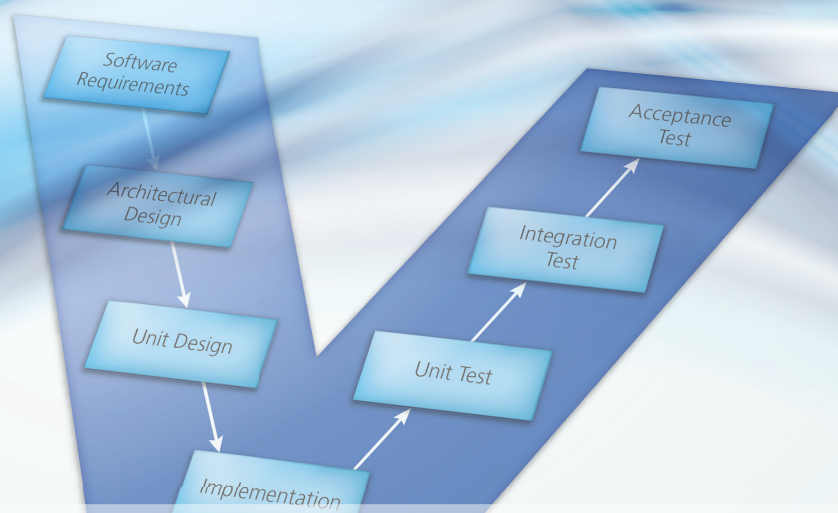 Software
Requirements
Architectural
Design
Unit Design
Implementation
Unit Test
Integration
Test
Acceptance
Test